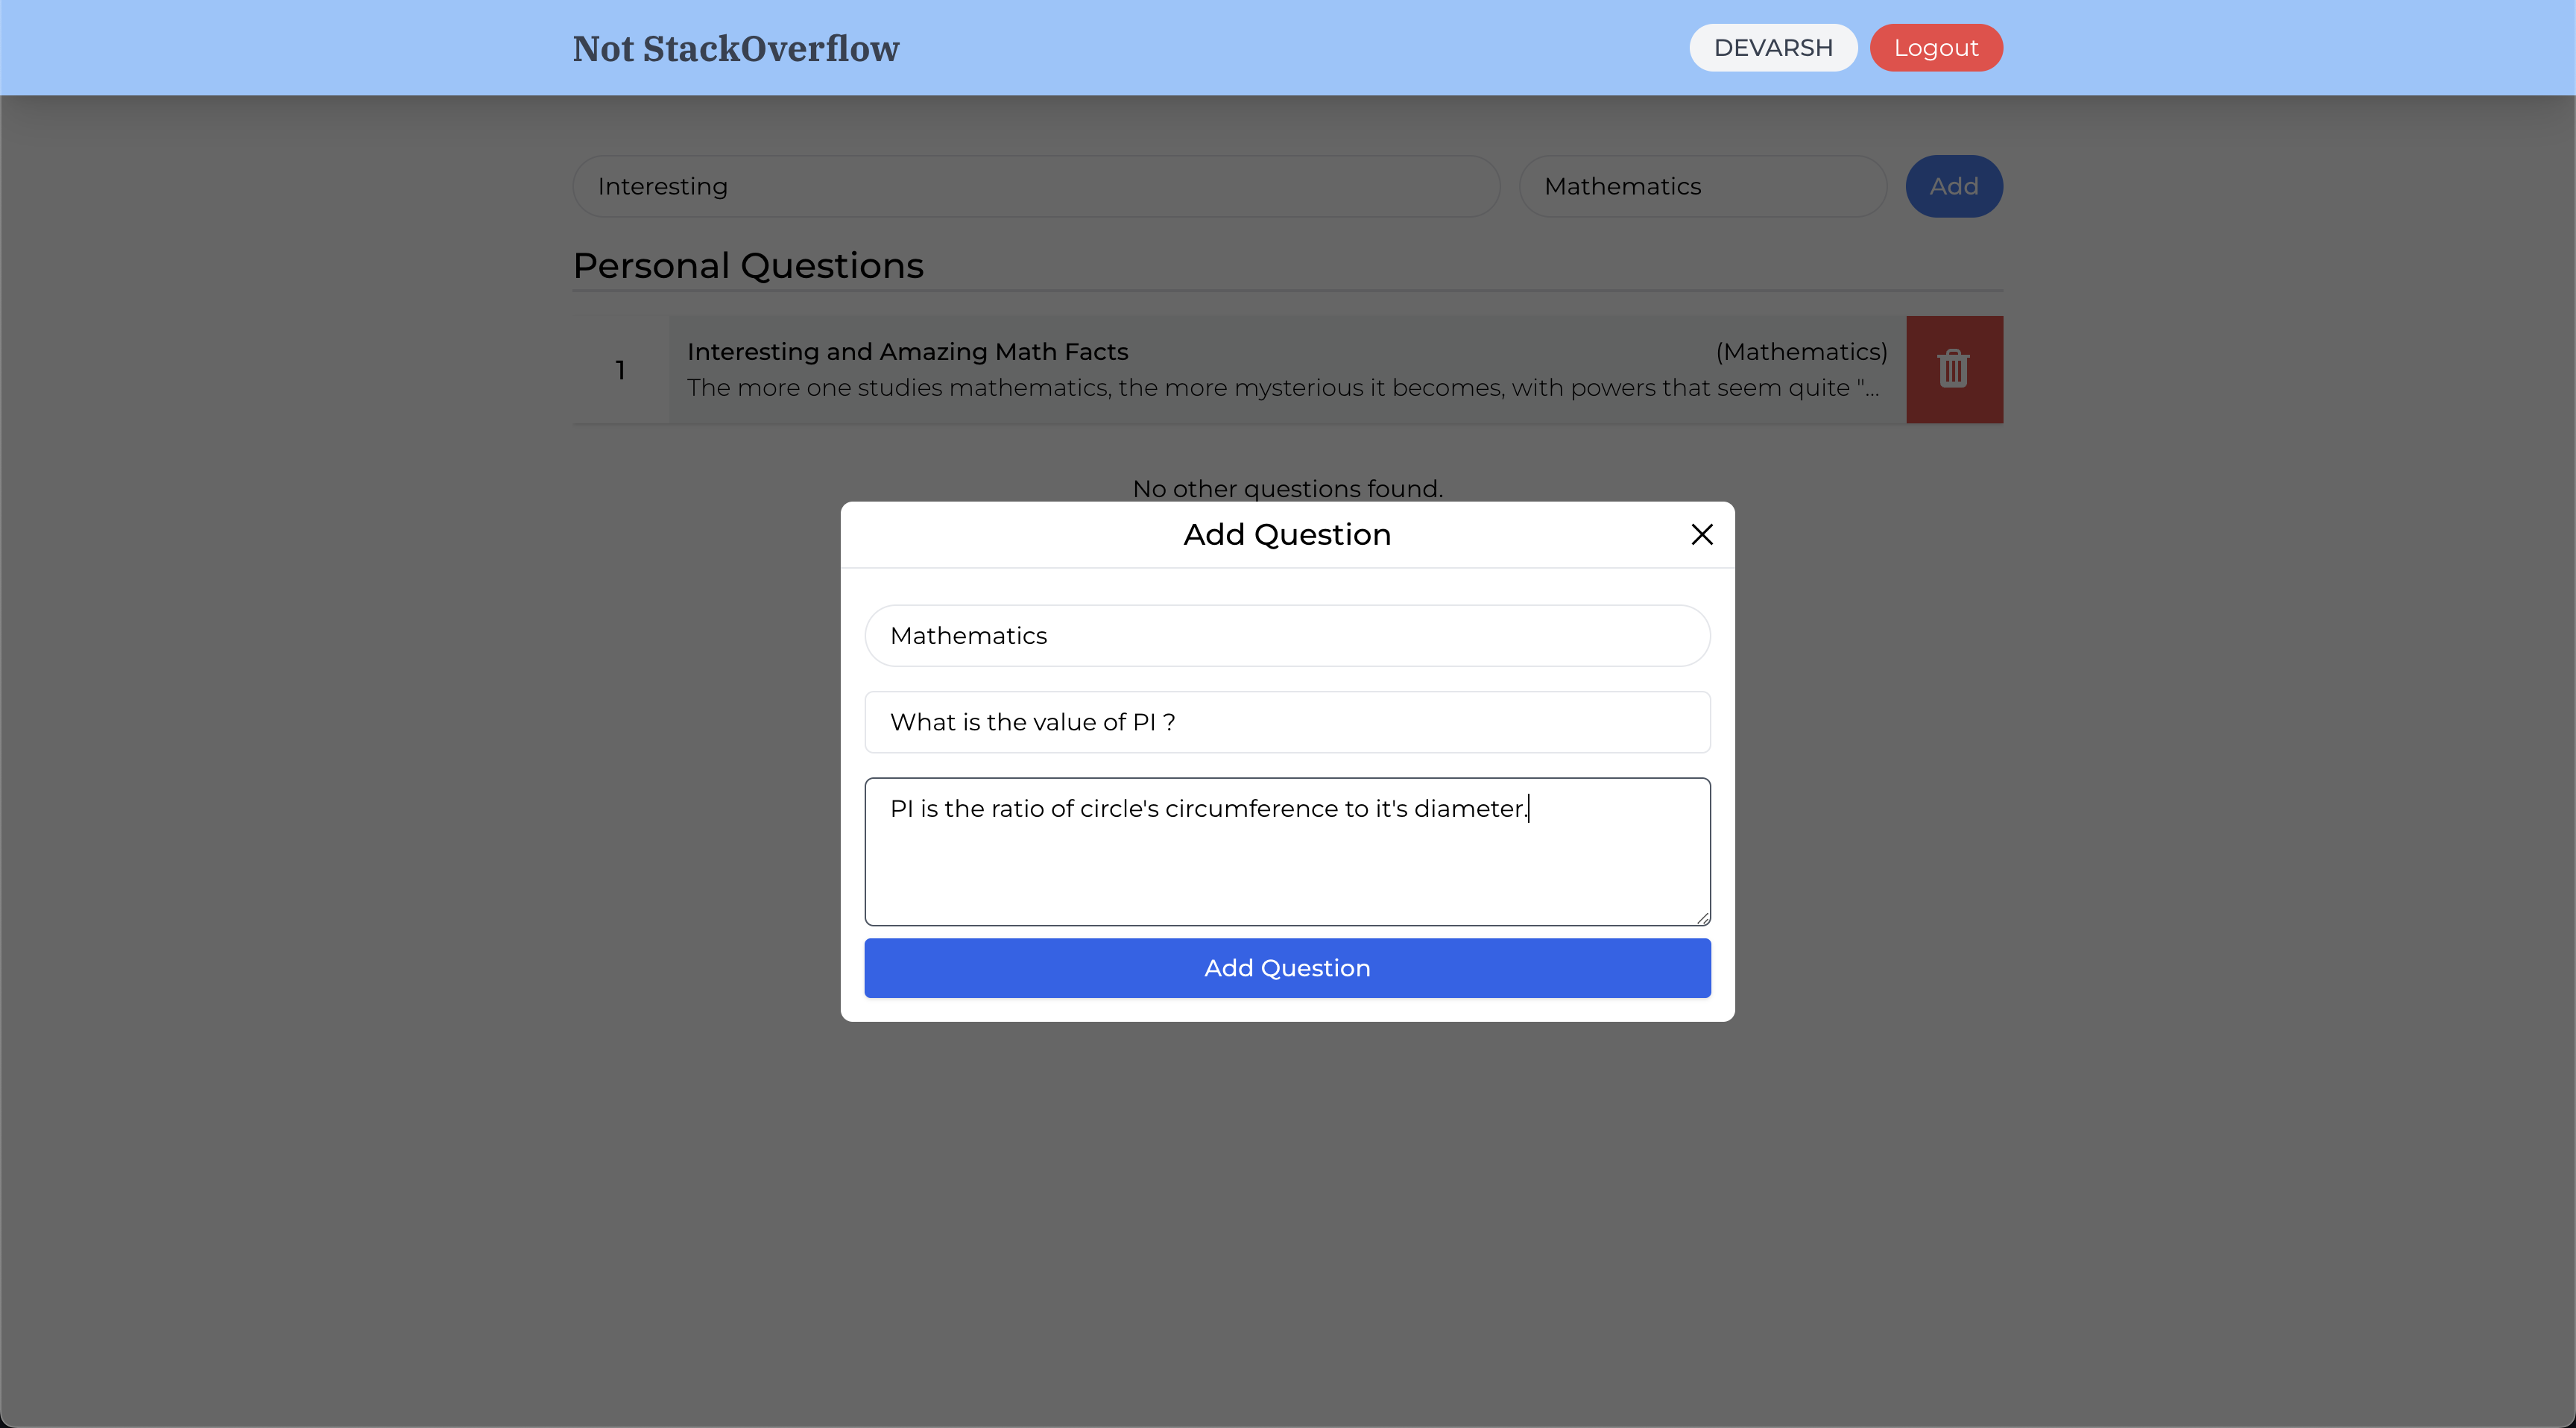 Not StackOverflow
DEVARSH
Logout
Interesting
Mathematics
Add
Personal Questions
1
Interesting and Amazing Math Facts
(Mathematics)
The more one studies mathematics, the more mysterious it becomes, with powers that seem quite "...
No other questions found.
Add Question
Mathematics
What is the value of PI ?
PI is the ratio of circle's circumference to it's diameter.
Add Question